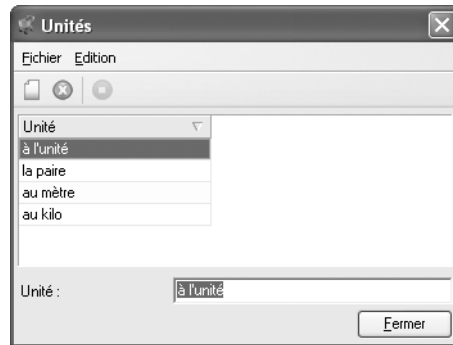 Unités
Fichier Edition
Unité
à l'unité
la paire
au mètre
au kilo
Unité : à l'unité
Fermer